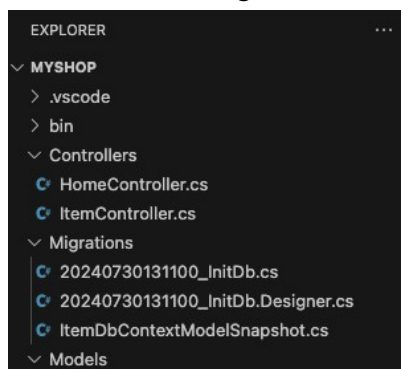 EXPLORER ...
MYSHOP
.vscode
bin
Controllers
C# HomeController.cs
C# ItemController.cs
Migrations
C# 20240730131100_InitDb.cs
C# 20240730131100_InitDb.Designer.cs
C# ItemDbContextModelSnapshot.cs
Models